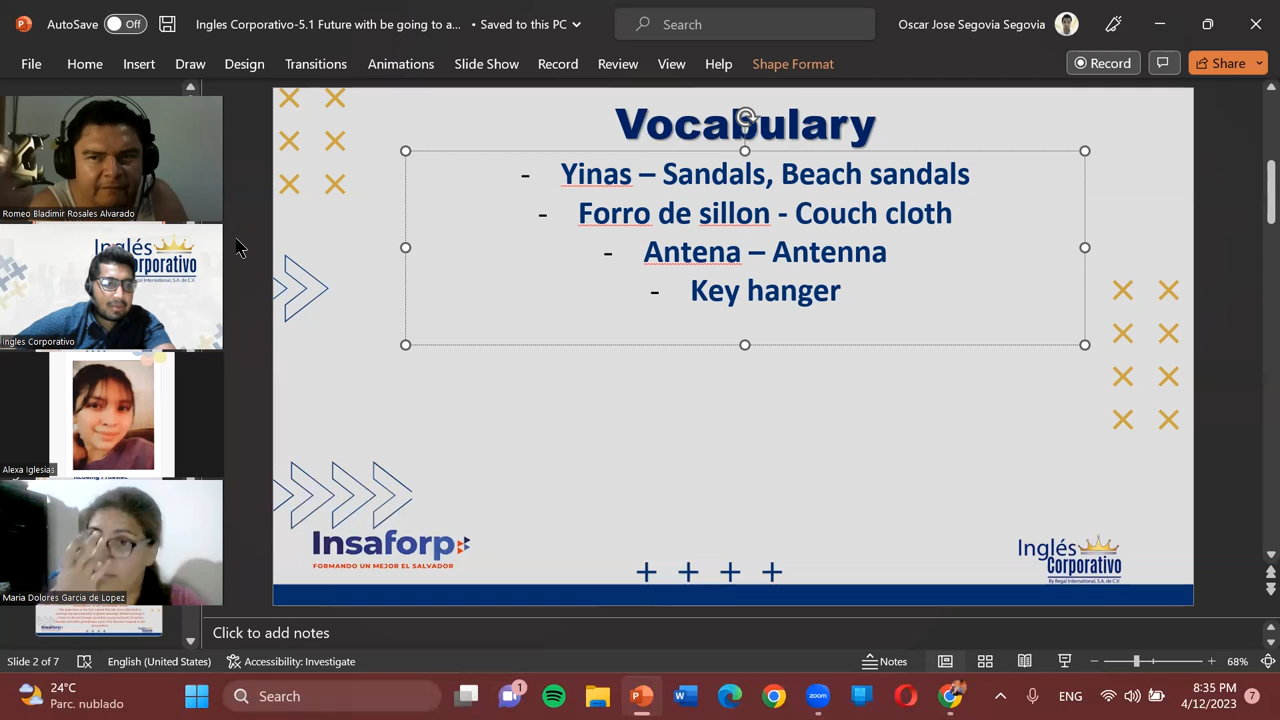 AutoSave
Off
Ingles Corporativo-5.1 Future with be going to a...
• Saved to this PC
Search
Oscar Jose Segovia Segovia
File
Home
Insert
Draw
Design
Transitions
Animations
Slide Show
Record
Review
View
Help
Shape Format
Record
Share
Vocabulary
- Yinas – Sandals, Beach sandals
- Forro de sillon - Couch cloth
- Antena – Antenna
- Key hanger
Insaforp
FORMANDO UN MEJOR EL SALVADOR
Inglés
Corporativo
By Regal International, S.A. de C.V.
Romeo Bladimir Rosales Alvarado
Inglés
Corporativo
Ingles Corporativo
Alexa Iglesias
Maria Dolores Garcia de Lopez
Click to add notes
Slide 2 of 7
English (United States)
Accessibility: Investigate
Notes
68%
24°C
Parc. nublado
Search
1
zoom
ENG
8:35 PM
4/12/2023
7